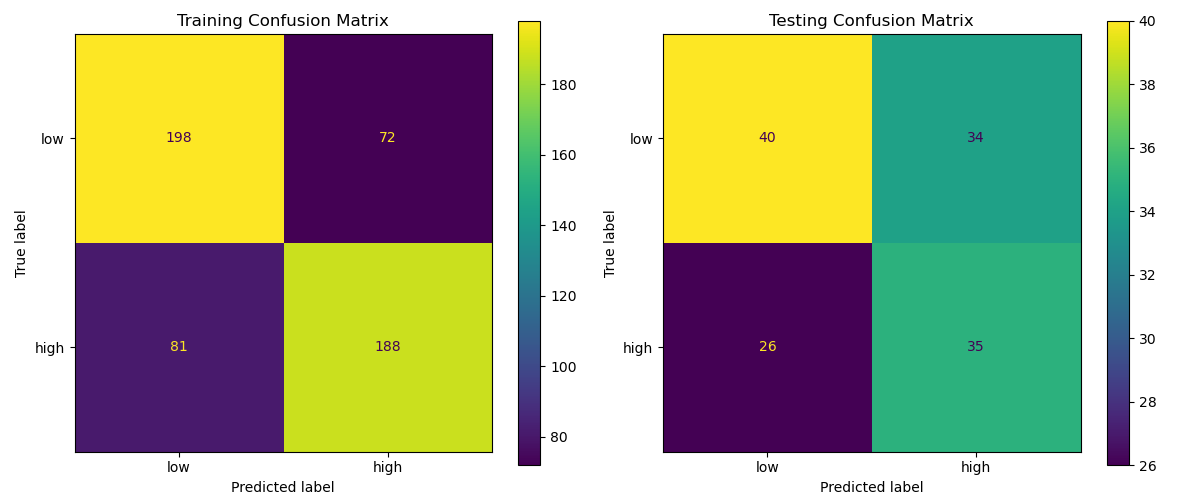 Training Confusion Matrix
True label
low
high
198
72
81
188
low
high
Predicted label
180
160
140
120
100
80
Testing Confusion Matrix
True label
low
high
40
34
26
35
low
high
Predicted label
40
38
36
34
32
30
28
26